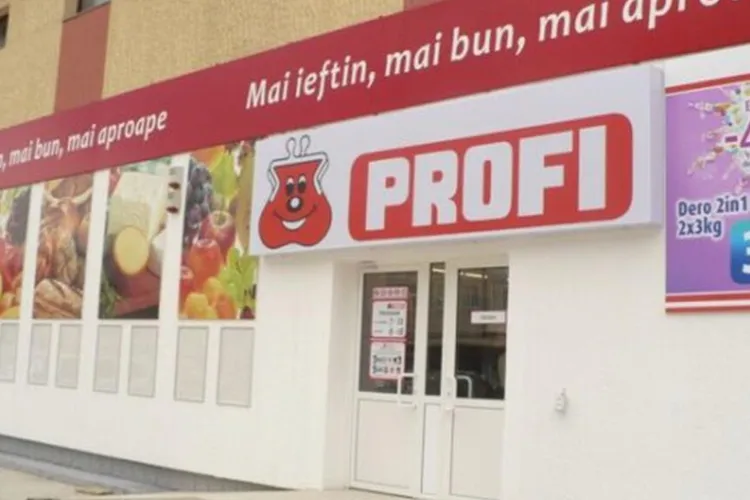 mai bun, mai aproape
Mai ieftin, mai bun, mai aproape
PROFI
Dero 2in1
2x3kg